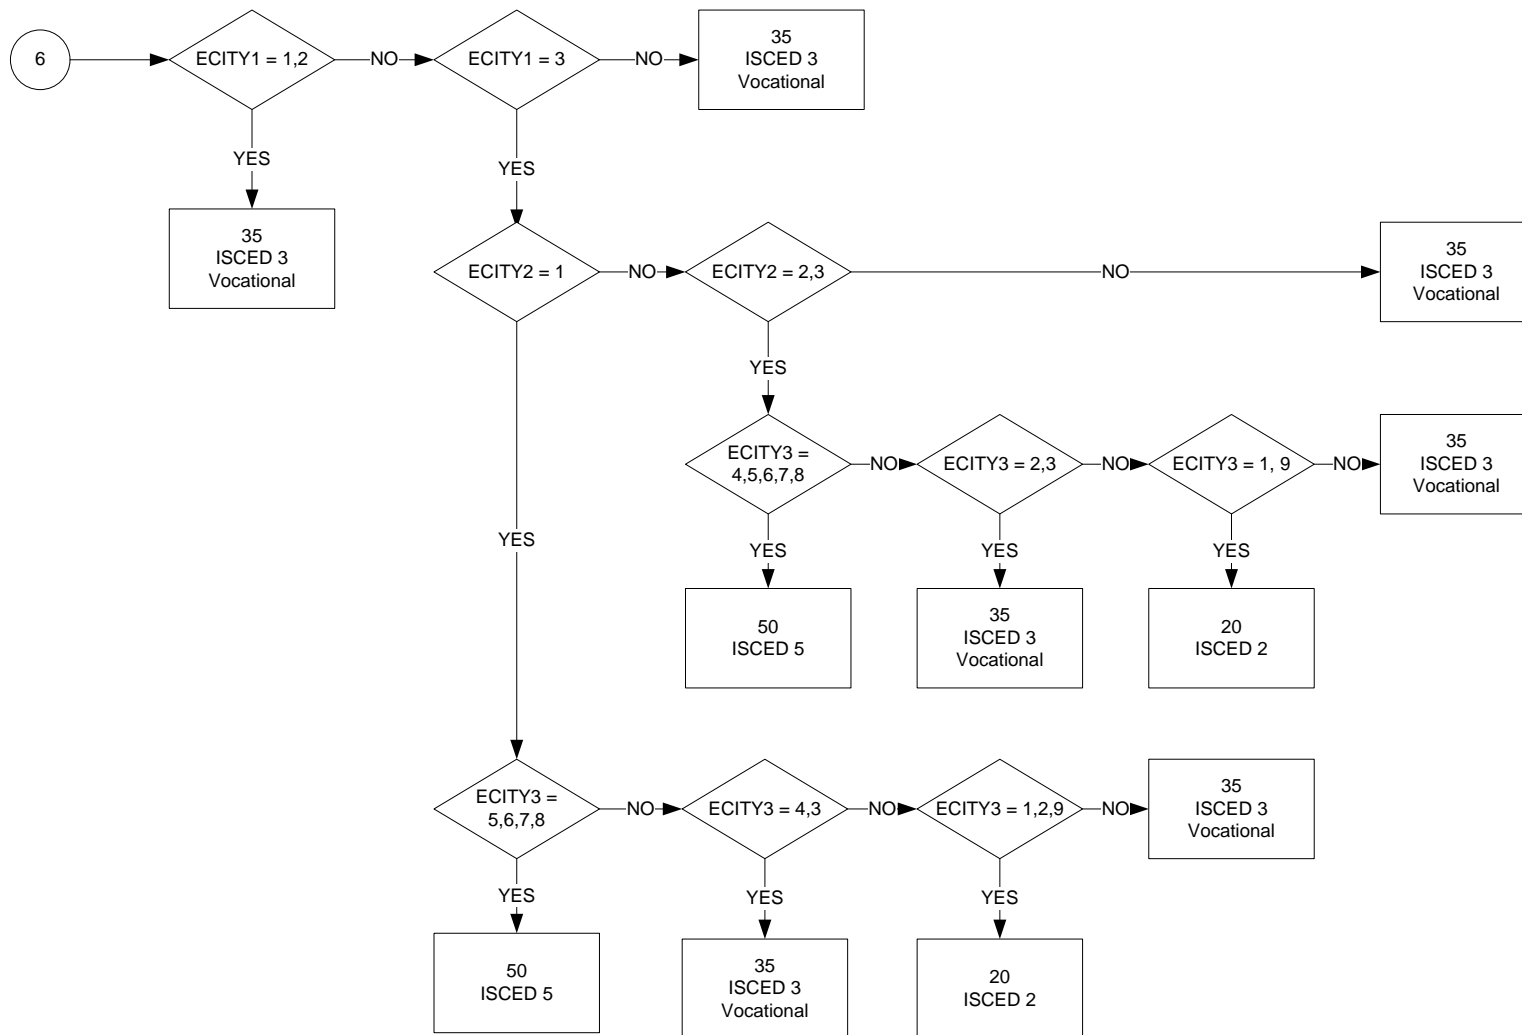 6
ECITY1 = 1,2
NO
ECITY1 = 3
NO
35
ISCED 3
Vocational
YES
YES
35
ISCED 3
Vocational
ECITY2 = 1
NO
ECITY2 = 2,3
NO
35
ISCED 3
Vocational
YES
YES
ECITY3 =
4,5,6,7,8
NO
ECITY3 = 2,3
NO
ECITY3 = 1, 9
NO
35
ISCED 3
Vocational
YES
YES
YES
50
ISCED 5
35
ISCED 3
Vocational
20
ISCED 2
ECITY3 =
5,6,7,8
NO
ECITY3 = 4,3
NO
ECITY3 = 1,2,9
NO
35
ISCED 3
Vocational
YES
YES
YES
50
ISCED 5
35
ISCED 3
Vocational
20
ISCED 2